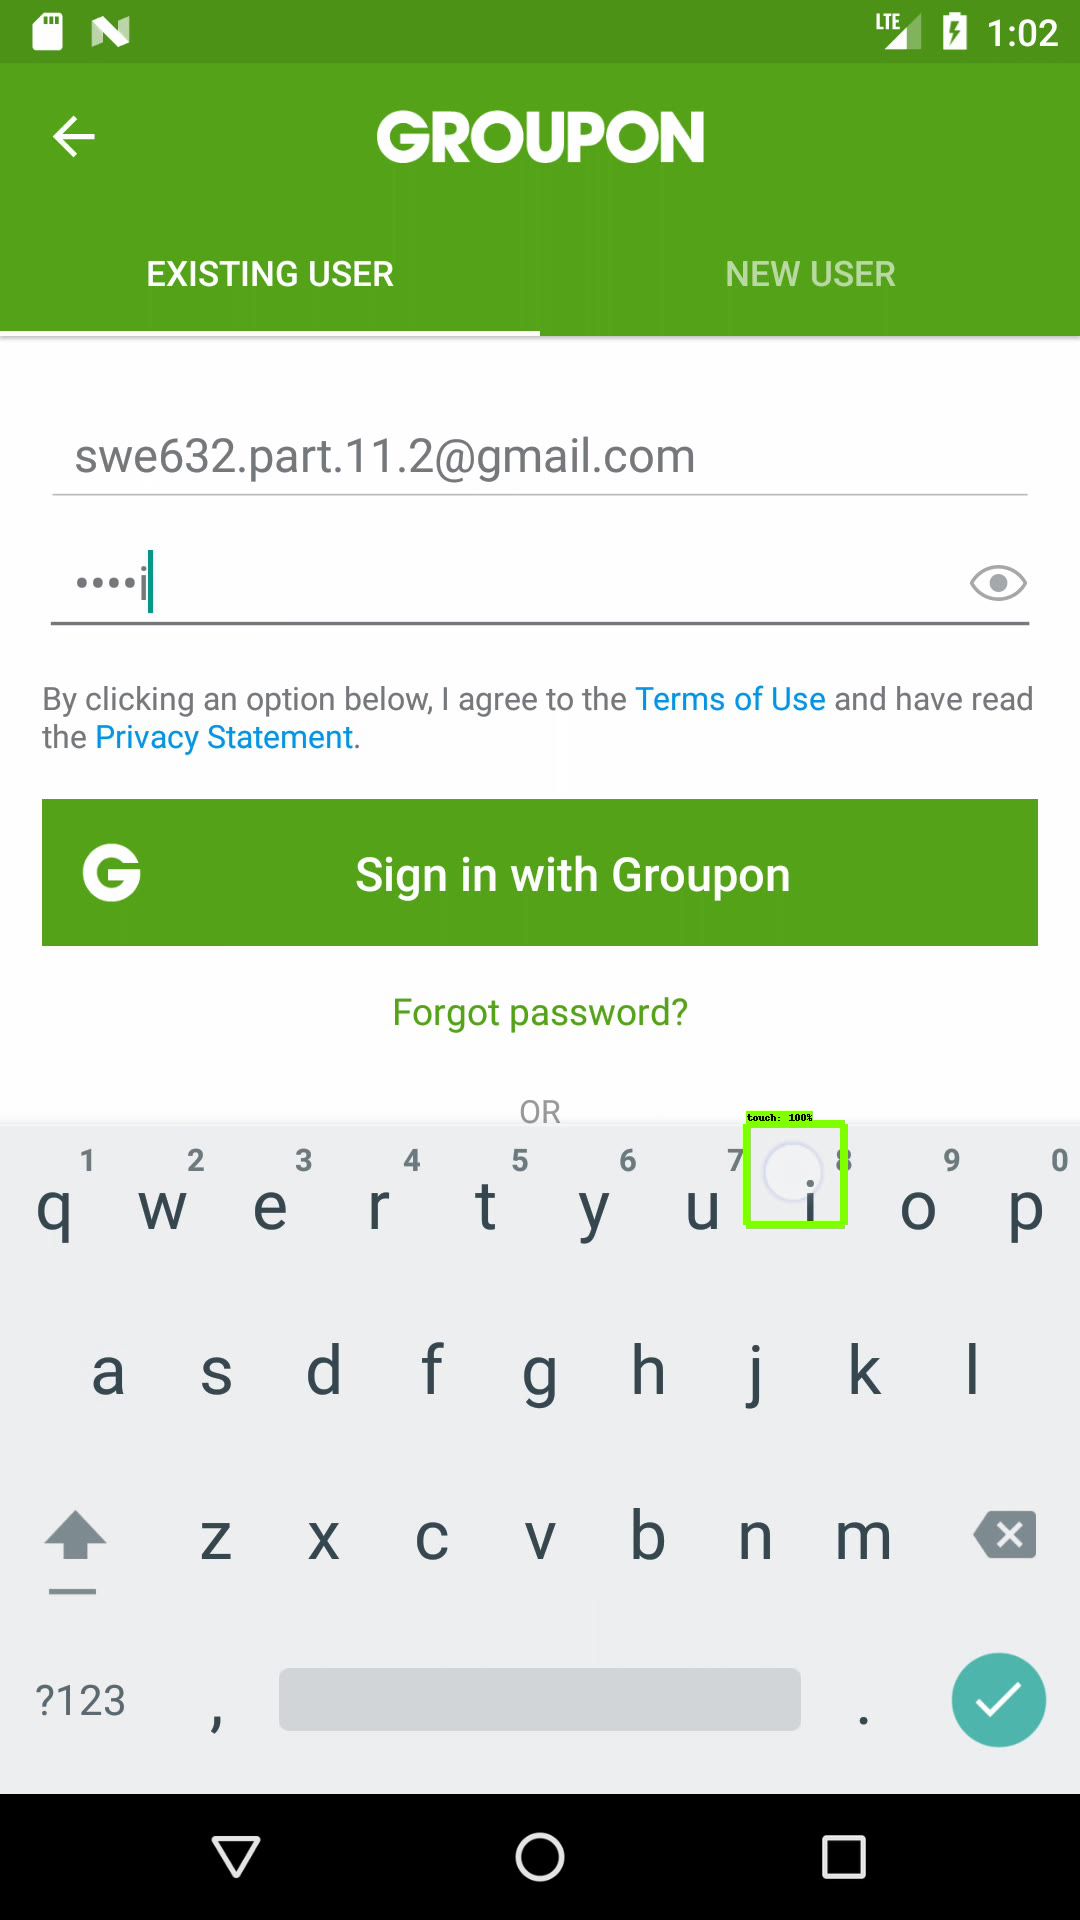 LTE 1:02
GROUPON
EXISTING USER NEW USER
swe632.part.11.2@gmail.com
••••i
By clicking an option below, I agree to the Terms of Use and have read
the Privacy Statement.
G Sign in with Groupon
Forgot password?
OR
touch: 100%
1 2 3 4 5 6 7 8 9 0
q w e r t y u i o p
a s d f g h j k l
z x c v b n m
?123 , .